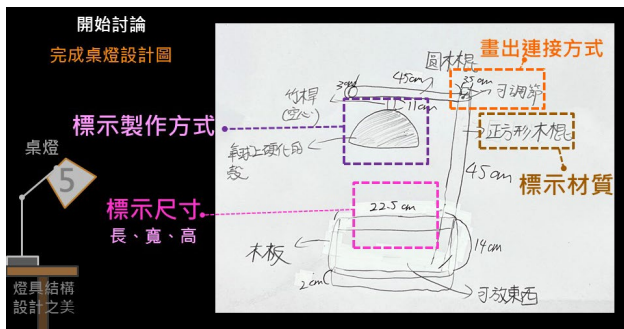 開始討論
完成桌燈設計圖
畫出連接方式
圓木棍
45cm
3cm
35cm
可調節
竹桿
(空心)
11cm
標示製作方式
正方形木棍
殼
桌燈
5
45cm
標示材質
標示尺寸
長、寬、高
22.5cm
木板
14cm
2cm
可放東西
燈具結構
設計之美